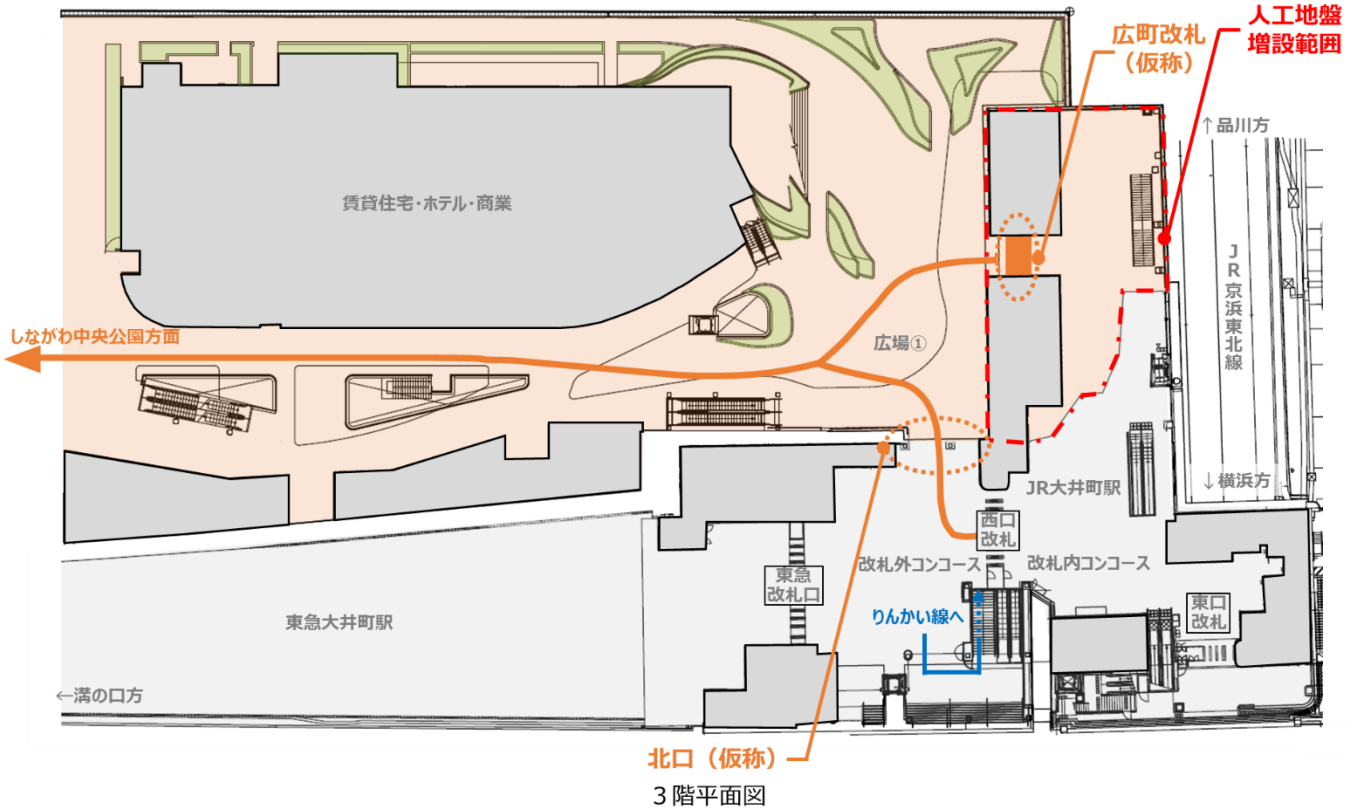 人工地盤
増設範囲
広町改札
（仮称）
↑品川方
賃貸住宅･ホテル･商業
JR京浜東北線
しながわ中央公園方面
広場①
↓横浜方
JR大井町駅
西口
改札
改札外コンコース
改札内コンコース
東急
改札口
東口
改札
りんかい線へ
東急大井町駅
←溝の口方
北口（仮称）
３階平面図